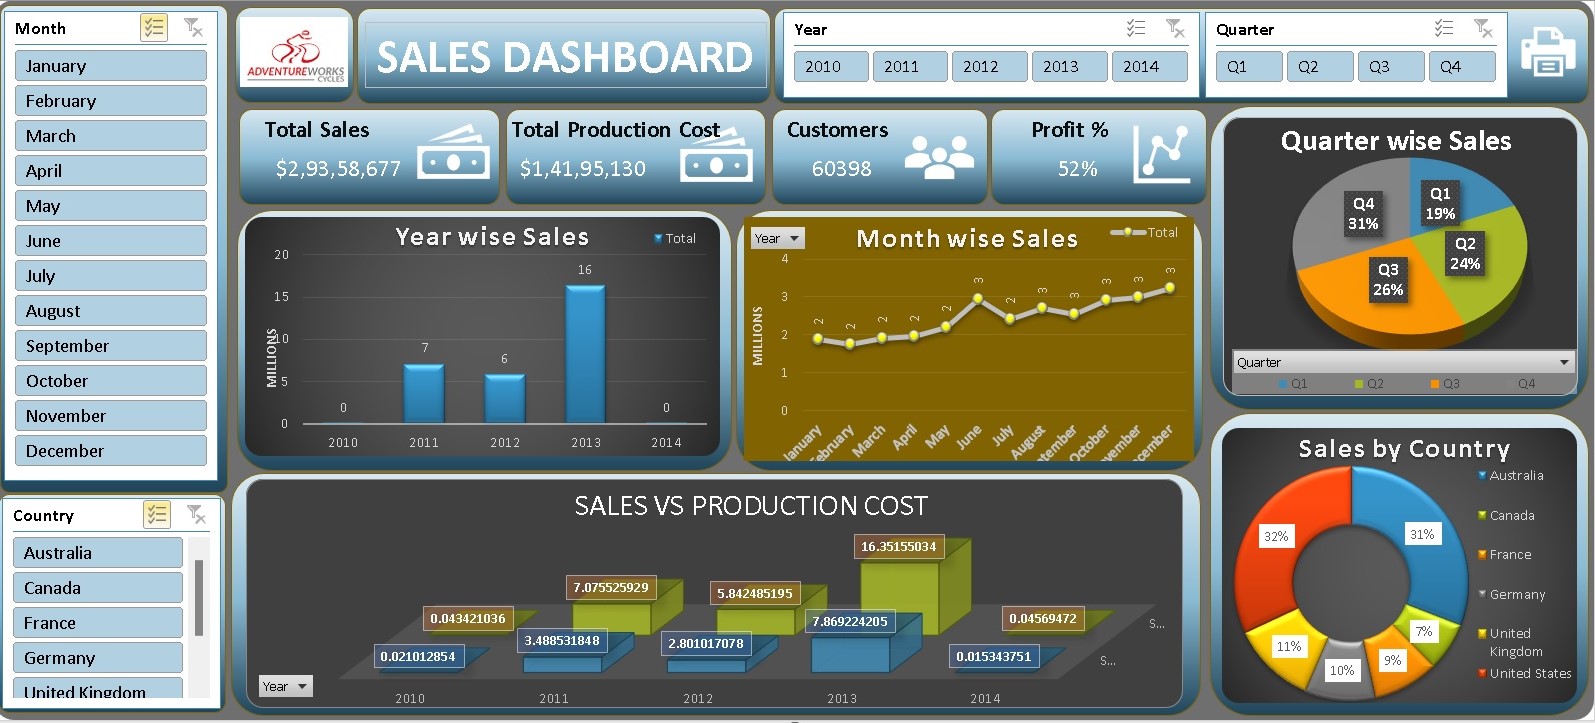 Month
January
February
March
April
May
June
July
August
September
October
November
December
Country
Australia
Canada
France
Germany
United Kingdom
ADVENTUREWORKS
CYCLES
SALES DASHBOARD
Year
2010 2011 2012 2013 2014
Quarter
Q1 Q2 Q3 Q4
Total Sales
$2,93,58,677
Total Production Cost
$1,41,95,130
Customers
60398
Profit %
52%
Year wise Sales
Total
MILLIONS
20
15
10
5
0
0 7 6 16 0
2010 2011 2012 2013 2014
Year
Month wise Sales
Total
MILLIONS
4
3
2
1
0
2 2 2 2 2 3 2 3 3 3 3 3
January February March April May June July August September October November December
Quarter wise Sales
Q1
19%
Q2
24%
Q3
26%
Q4
31%
Quarter
Q1 Q2 Q3 Q4
SALES VS PRODUCTION COST
0.043421036 7.075525929 5.842485195 16.35155034 0.04569472
0.021012854 3.488531848 2.801017078 7.869224205 0.015343751
S...
S...
Year
2010 2011 2012 2013 2014
Sales by Country
31%
7%
9%
10%
11%
32%
Australia
Canada
France
Germany
United
Kingdom
United States